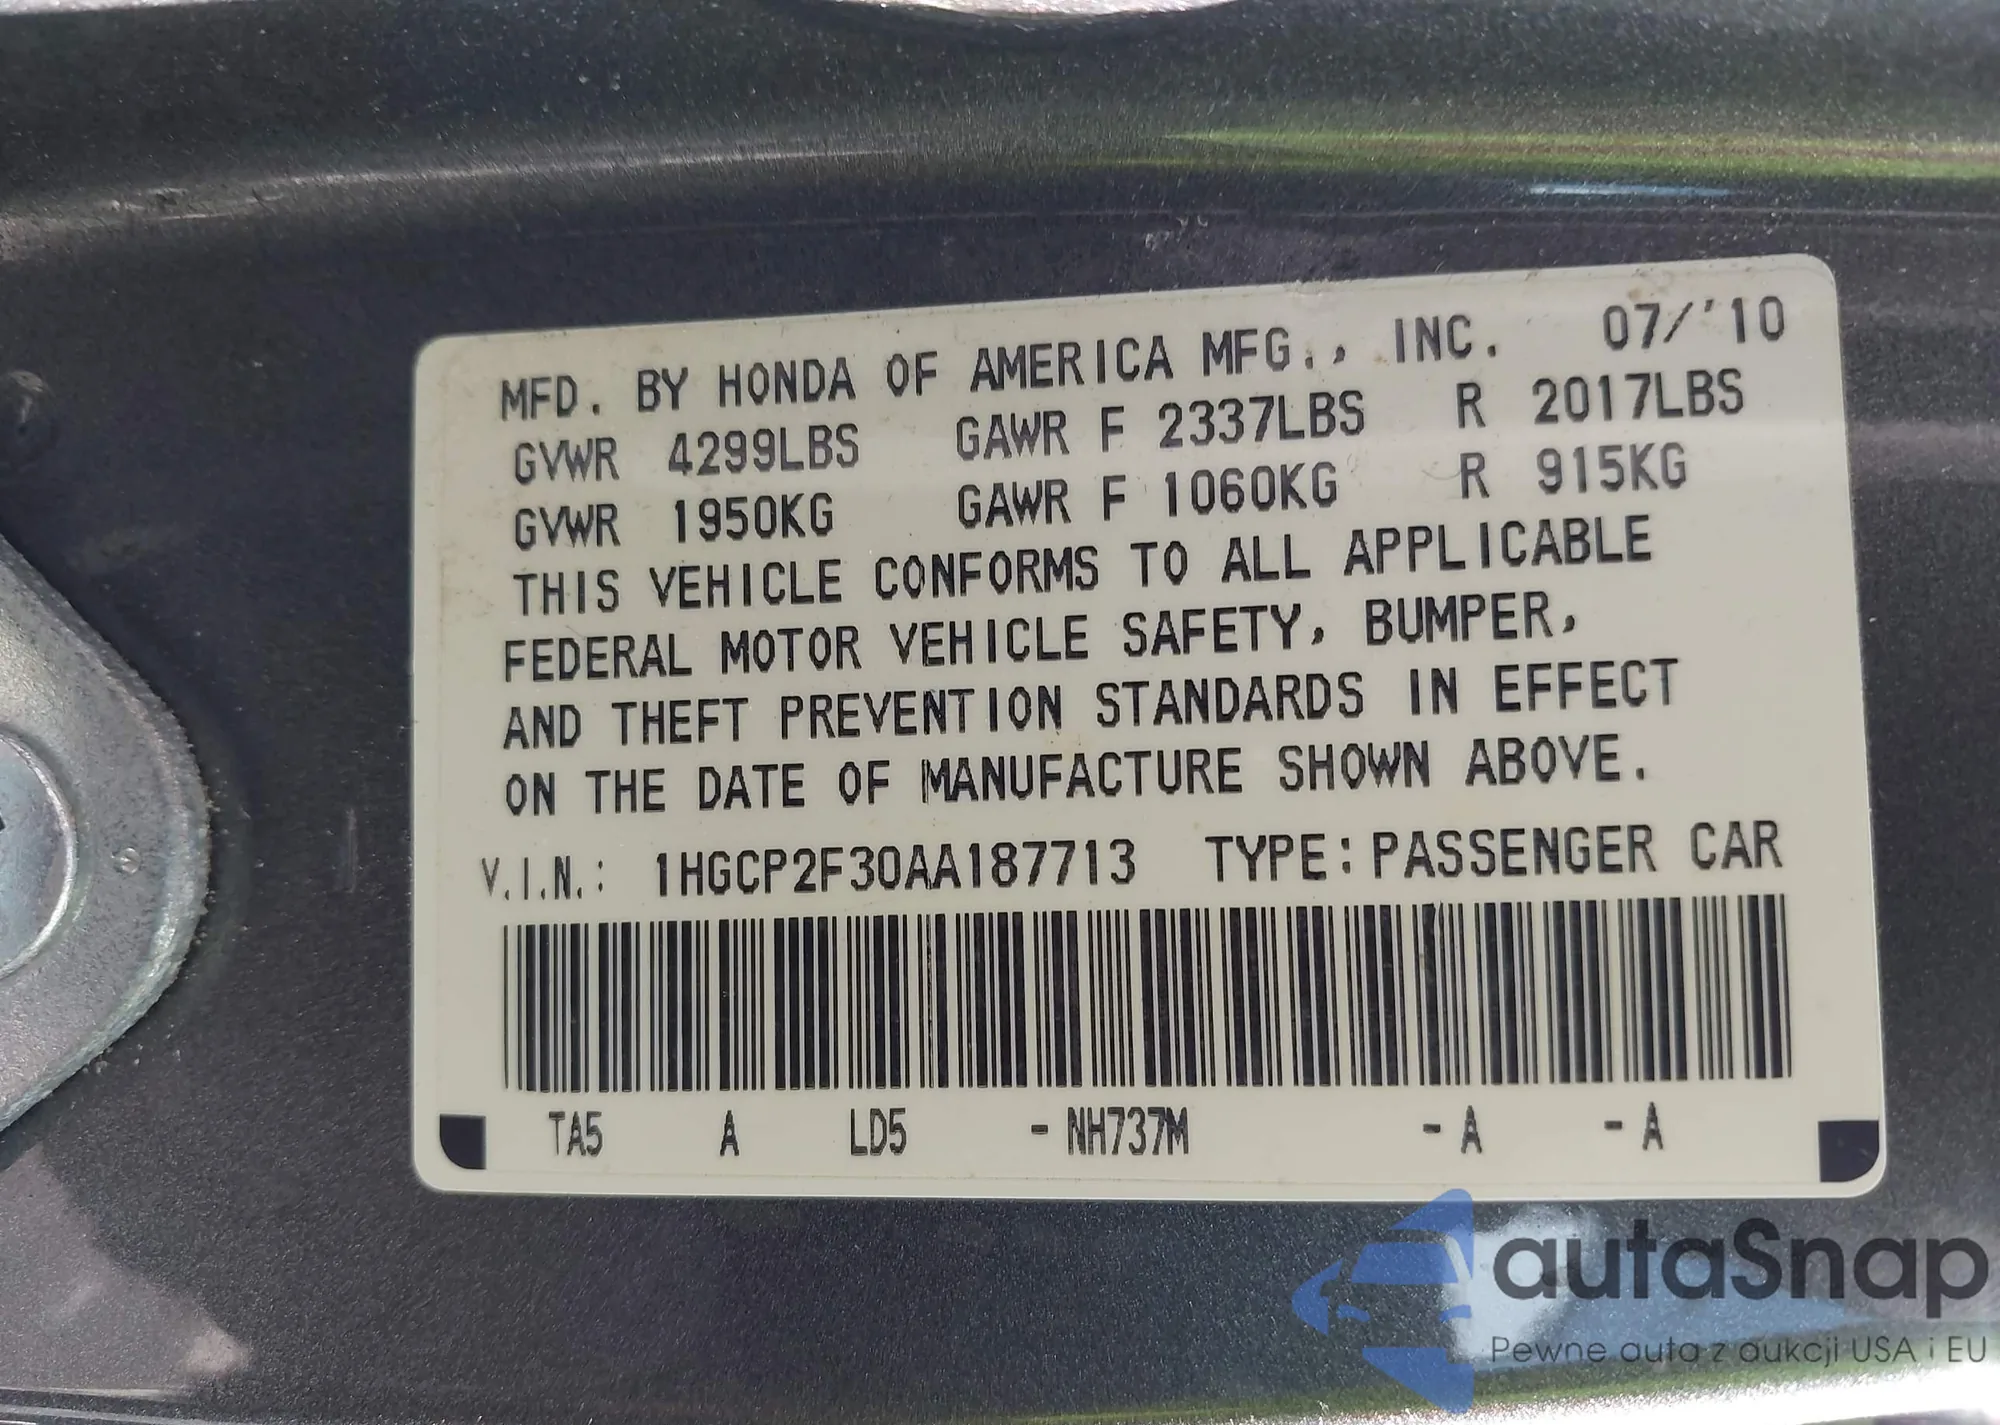 MFD. BY HONDA OF AMERICA MFG., INC. 07/'10
GVWR 4299LBS GAWR F 2337LBS R 2017LBS
GVWR 1950KG GAWR F 1060KG R 915KG
THIS VEHICLE CONFORMS TO ALL APPLICABLE
FEDERAL MOTOR VEHICLE SAFETY, BUMPER,
AND THEFT PREVENTION STANDARDS IN EFFECT
ON THE DATE OF MANUFACTURE SHOWN ABOVE.
V.I.N.: 1HGCP2F30AA187713 TYPE:PASSENGER CAR
TA5 A LD5 -NH737M -A -A
autaSnap
Pewne auta z aukcji USA i EU